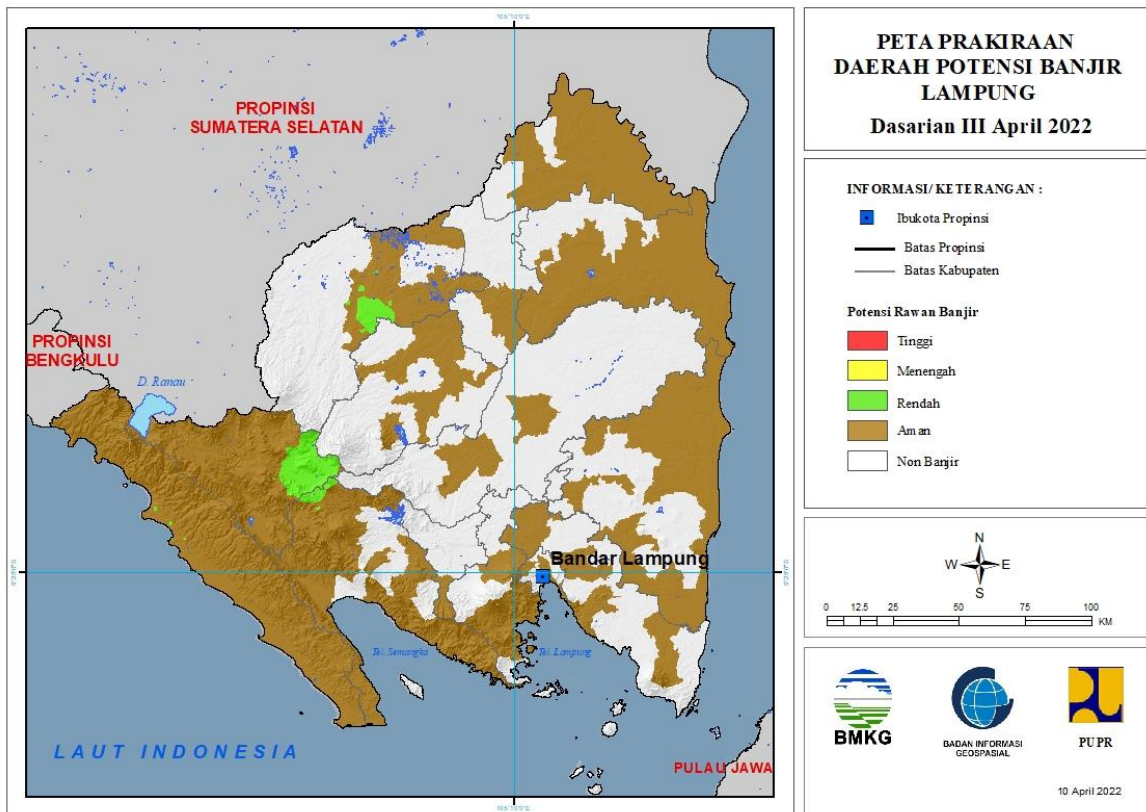 PROPINSI
SUMATERA SELATAN
PROPINSI
BENGKULU
D. Ranau
Bandar Lampung
Tel. Semangko
Tel. Lampung
LAUT INDONESIA
PULAU JAWA
PETA PRAKIRAAN
DAERAH POTENSI BANJIR
LAMPUNG
Dasarian III April 2022
INFORMASI/ KETERANGAN :
Ibukota Propinsi
Batas Propinsi
Batas Kabupaten
Potensi Rawan Banjir
Tinggi
Menengah
Rendah
Aman
Non Banjir
N
W E
S
0 12.5 25 50 75 100
KM
BMKG
BADAN INFORMASI
GEOSPASIAL
PUPR
10 April 2022